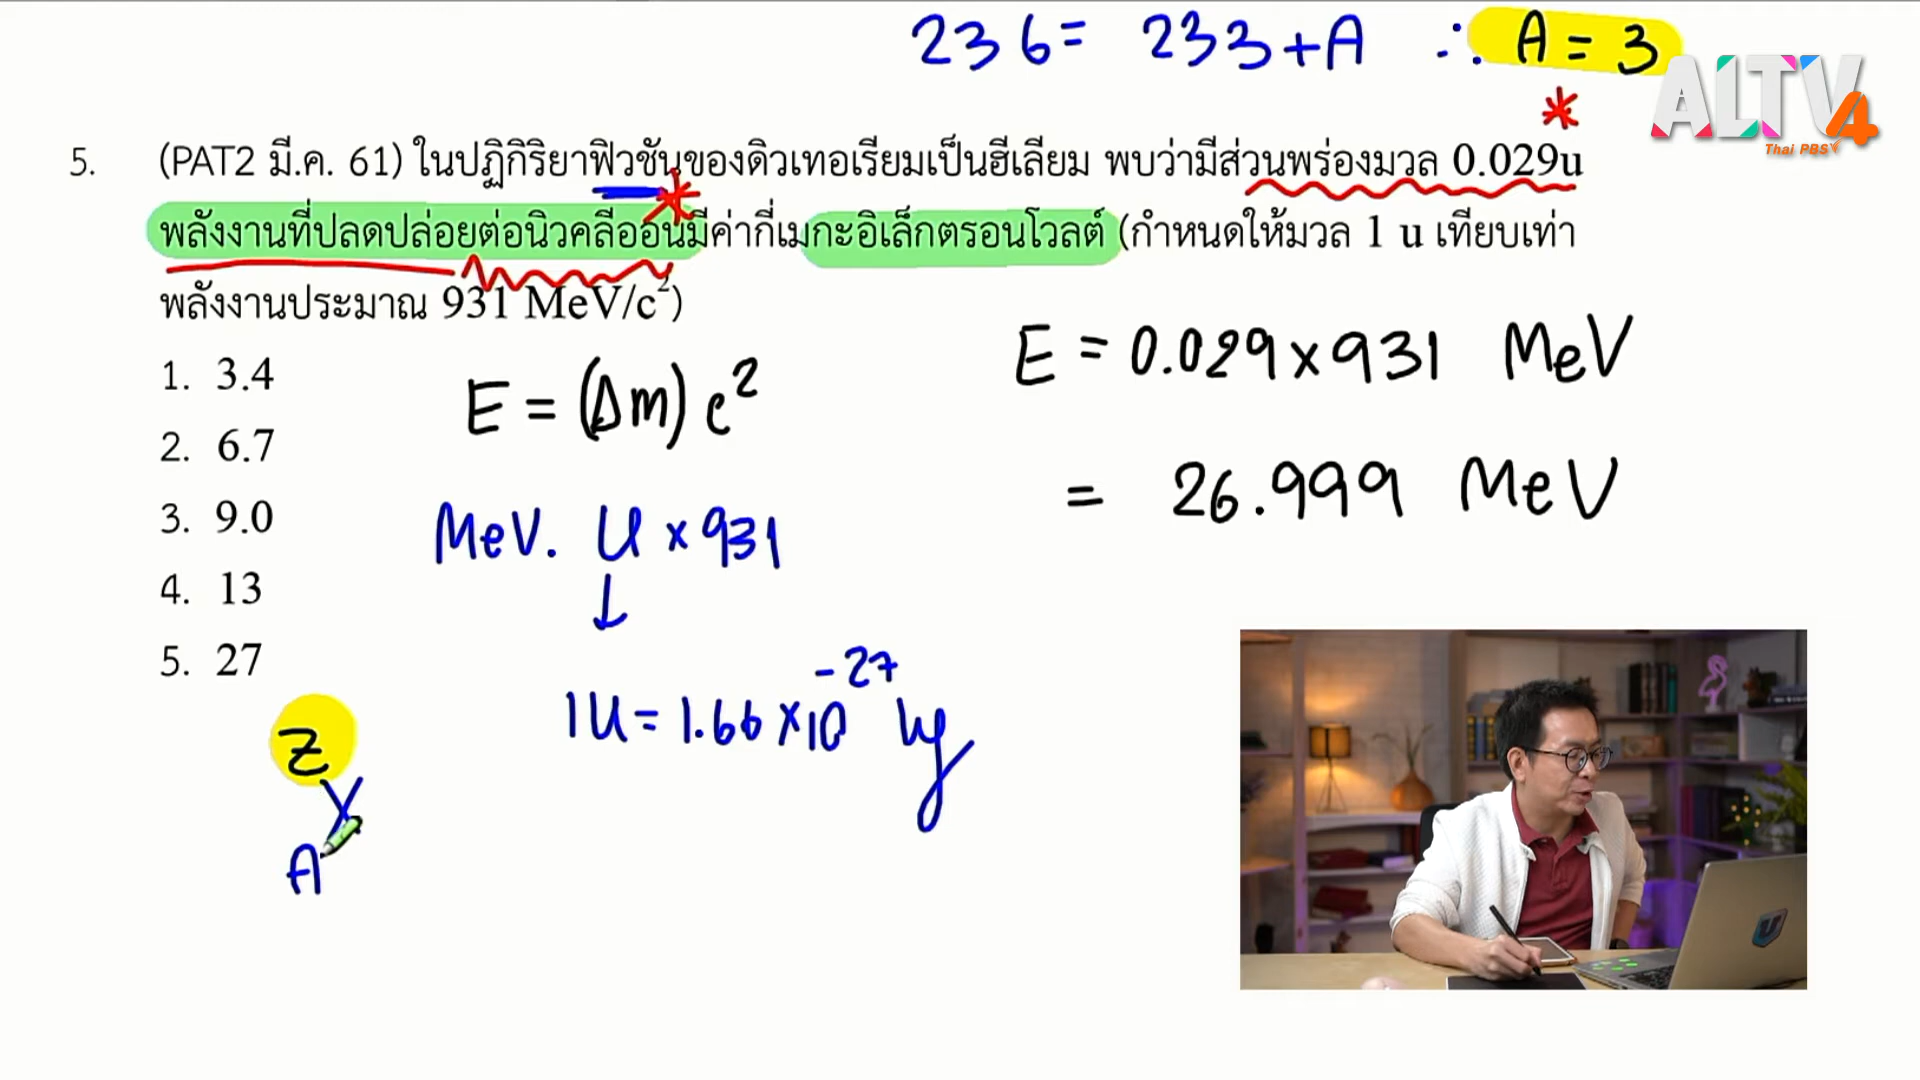 236 = 233 + A ∴ A = 3
ALTV4
Thai PBS
5. (PAT2 มี.ค. 61) ในปฏิกิริยาฟิวชันของดิวเทอเรียมเป็นฮีเลียม พบว่ามีส่วนพร่องมวล 0.029u
พลังงานที่ปลดปล่อยต่อนิวคลีออนมีค่ากี่เมกะอิเล็กตรอนโวลต์ (กำหนดให้มวล 1 u เทียบเท่า
พลังงานประมาณ 931 MeV/c²)
1. 3.4
2. 6.7
3. 9.0
4. 13
5. 27
E = (Δm) c²
MeV. U × 931
↓
1U = 1.66 × 10⁻²⁷ kg
E = 0.029 × 931 MeV
= 26.999 MeV
Z
X
A